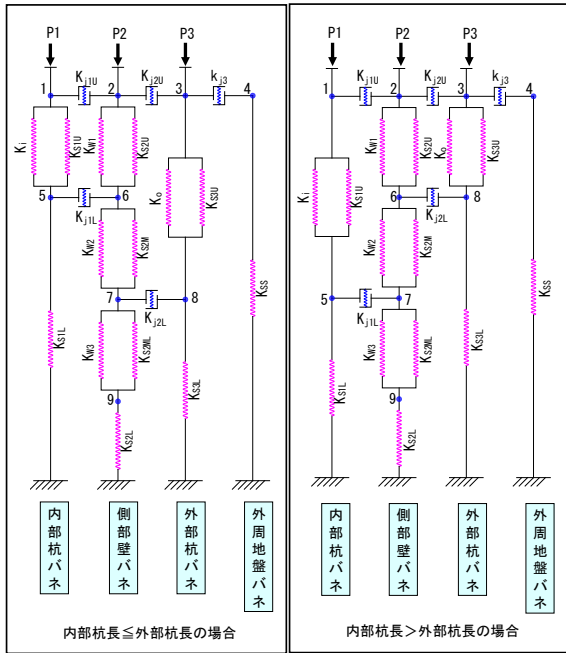 P1 P2 P3
Kj1U Kj2U kj3
1 2 3 4
Ki KS1U KW1 KS2U
Ko KS3U
5 6
Kj1L
KW2 KS2M
KSS
7 8
Kj2L
KS1L KW3 KS2ML KS3L
9
KS2L
内部杭バネ
側部壁バネ
外部杭バネ
外周地盤バネ
内部杭長≦外部杭長の場合
P1 P2 P3
Kj1U Kj2U kj3
1 2 3 4
KW1 KS2U Ko KS3U
Ki KS1U
6 8
Kj2L
KW2 KS2M
KSS
5 7
Kj1L
KS1L KW3 KS2ML KS3L
9
KS2L
内部杭バネ
側部壁バネ
外部杭バネ
外周地盤バネ
内部杭長>外部杭長の場合